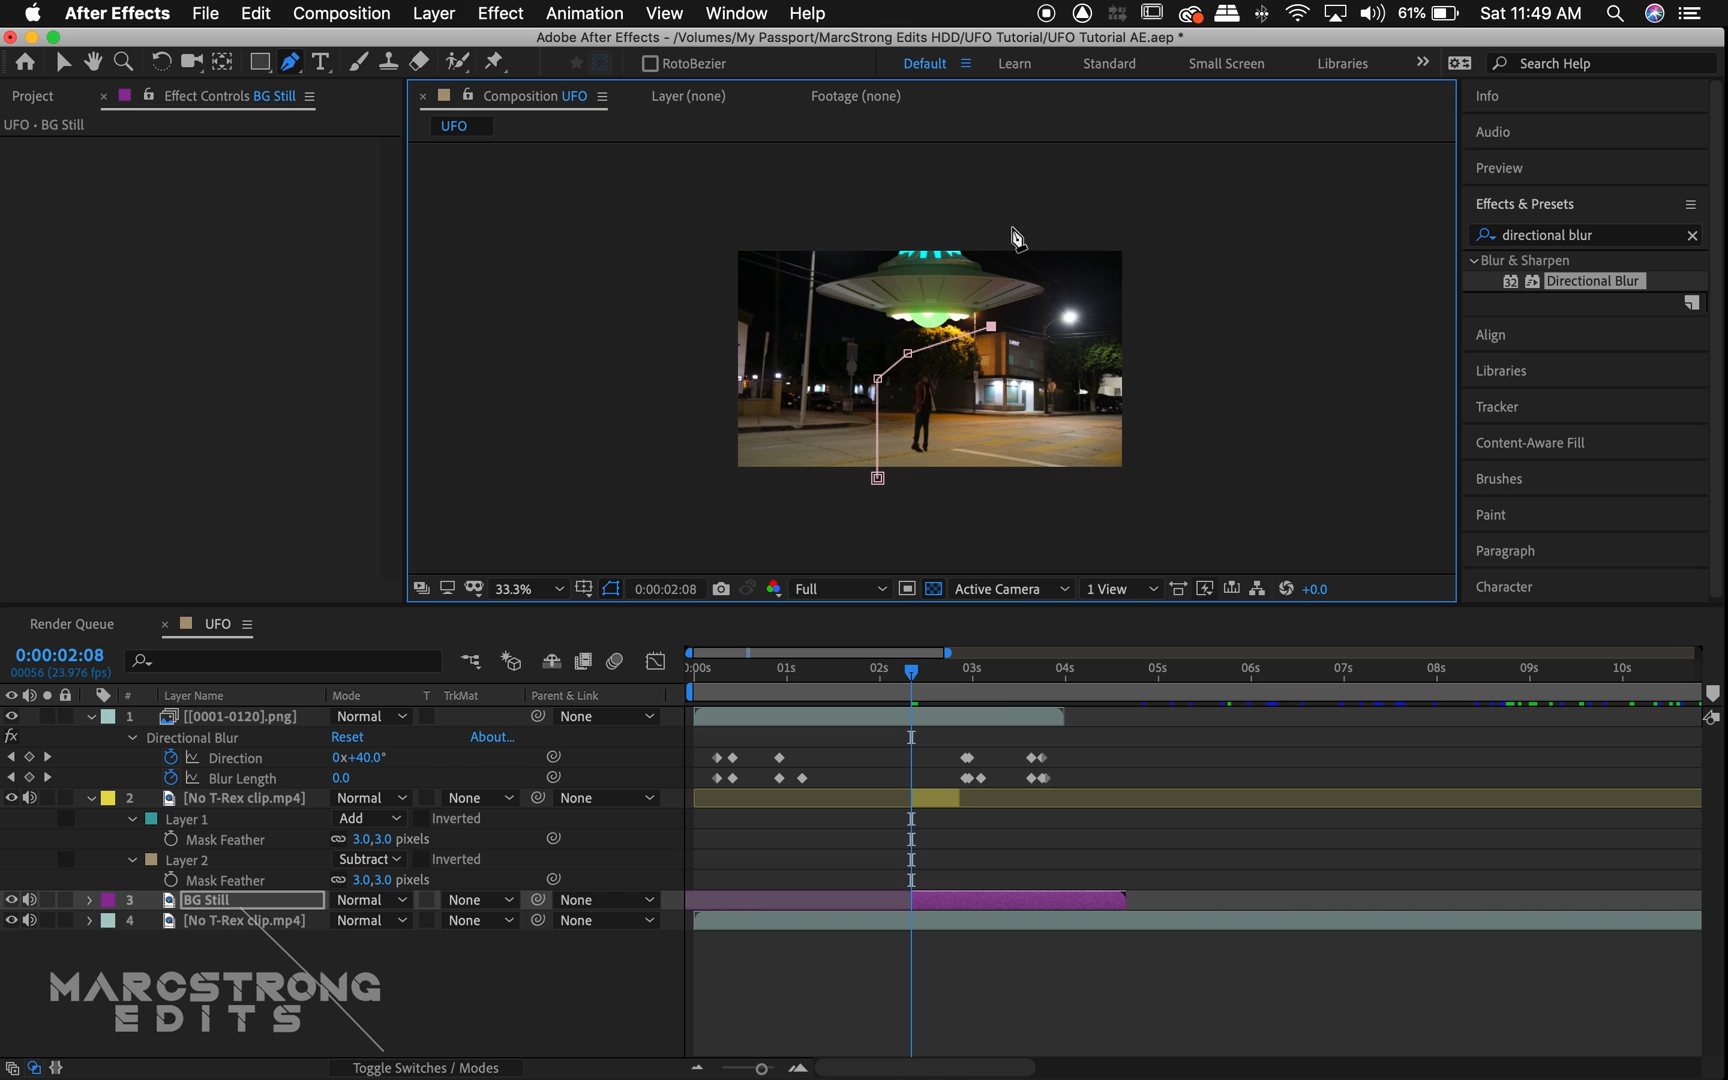 After Effects File Edit Composition Layer Effect Animation View Window Help 61% Sat 11:49 AM
Adobe After Effects - /Volumes/My Passport/MarcStrong Edits HDD/UFO Tutorial/UFO Tutorial AE.aep *
RotoBezier Default Learn Standard Small Screen Libraries Search Help
Project Effect Controls BG Still Composition UFO Layer (none) Footage (none) Info
UFO • BG Still
UFO
Audio
Preview
Effects & Presets
directional blur
Blur & Sharpen
32 Directional Blur
Align
Libraries
Tracker
Content-Aware Fill
Brushes
Paint
Paragraph
Character
33.3% 0:00:02:08 Full Active Camera 1 View +0.0
Render Queue UFO
0:00:02:08
00056 (23.976 fps)
0:00s 01s 02s 03s 04s 05s 06s 07s 08s 09s 10s
# Layer Name Mode T TrkMat Parent & Link
1 [[0001-0120].png] Normal None
fx Directional Blur Reset About...
Direction 0x+40.0°
Blur Length 0.0
2 [No T-Rex clip.mp4] Normal None None
Layer 1 Add Inverted
Mask Feather 3.0,3.0 pixels
Layer 2 Subtract Inverted
Mask Feather 3.0,3.0 pixels
3 BG Still Normal None None
4 [No T-Rex clip.mp4] Normal None None
MARCSTRONG
EDITS
Toggle Switches / Modes